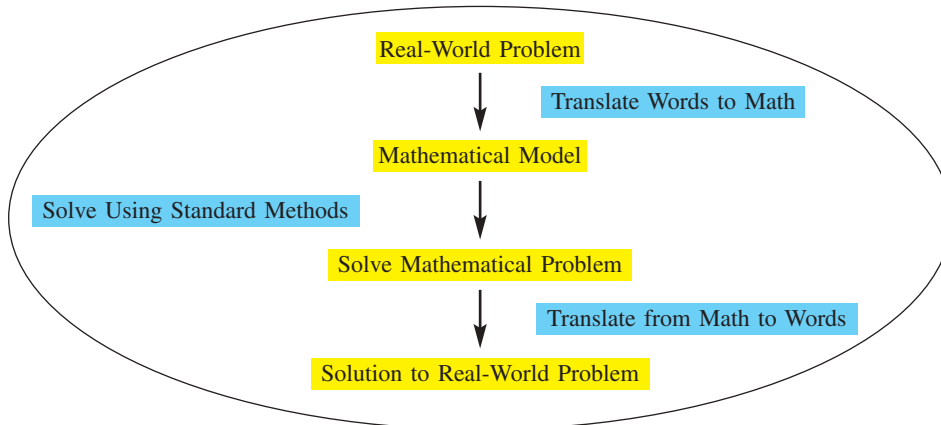 Real-World Problem
Translate Words to Math
Mathematical Model
Solve Using Standard Methods
Solve Mathematical Problem
Translate from Math to Words
Solution to Real-World Problem